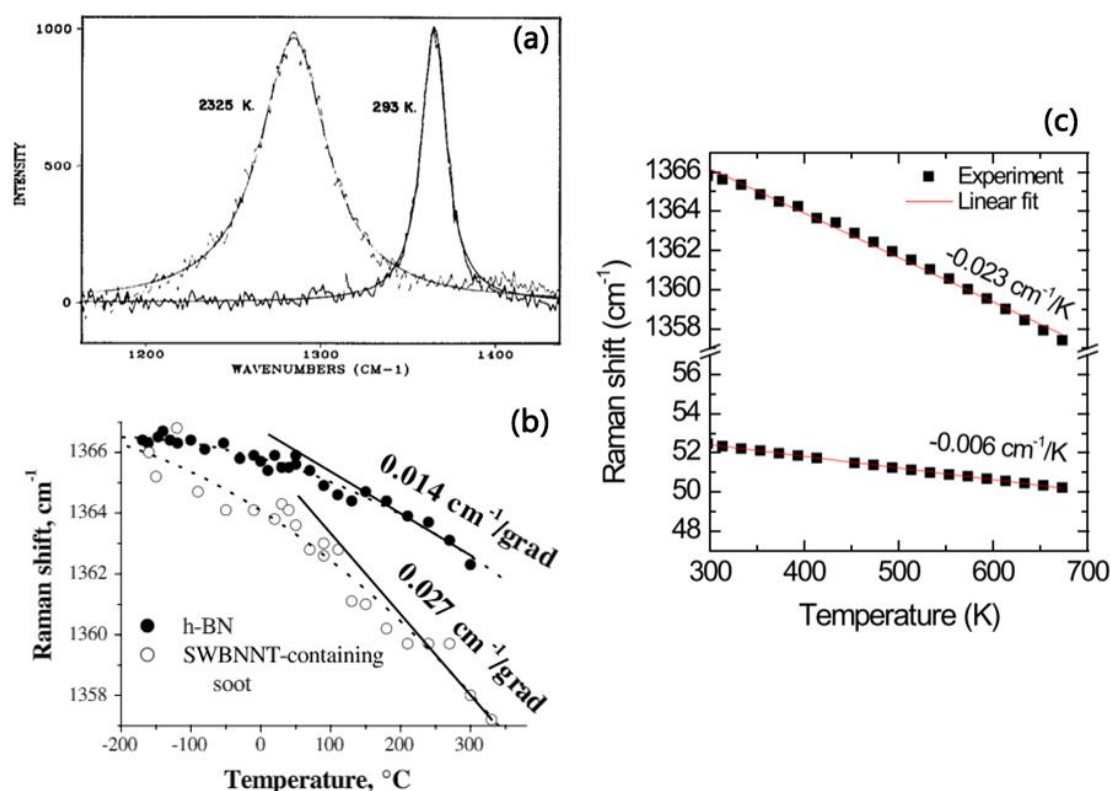 (a)
1000
500
0
INTENSITY
2325 K.
293 K.
1200
1300
1400
WAVENUMBERS (CM-1)
(b)
1366
1364
1362
1360
1358
Raman shift, cm-1
0.014 cm-1/grad
0.027 cm-1/grad
h-BN
SWBNNT-containing
soot
-200
-100
0
100
200
300
Temperature, °C
(c)
1366
1364
1362
1360
1358
56
54
52
50
48
Raman shift (cm-1)
Experiment
Linear fit
-0.023 cm-1/K
-0.006 cm-1/K
300
400
500
600
700
Temperature (K)